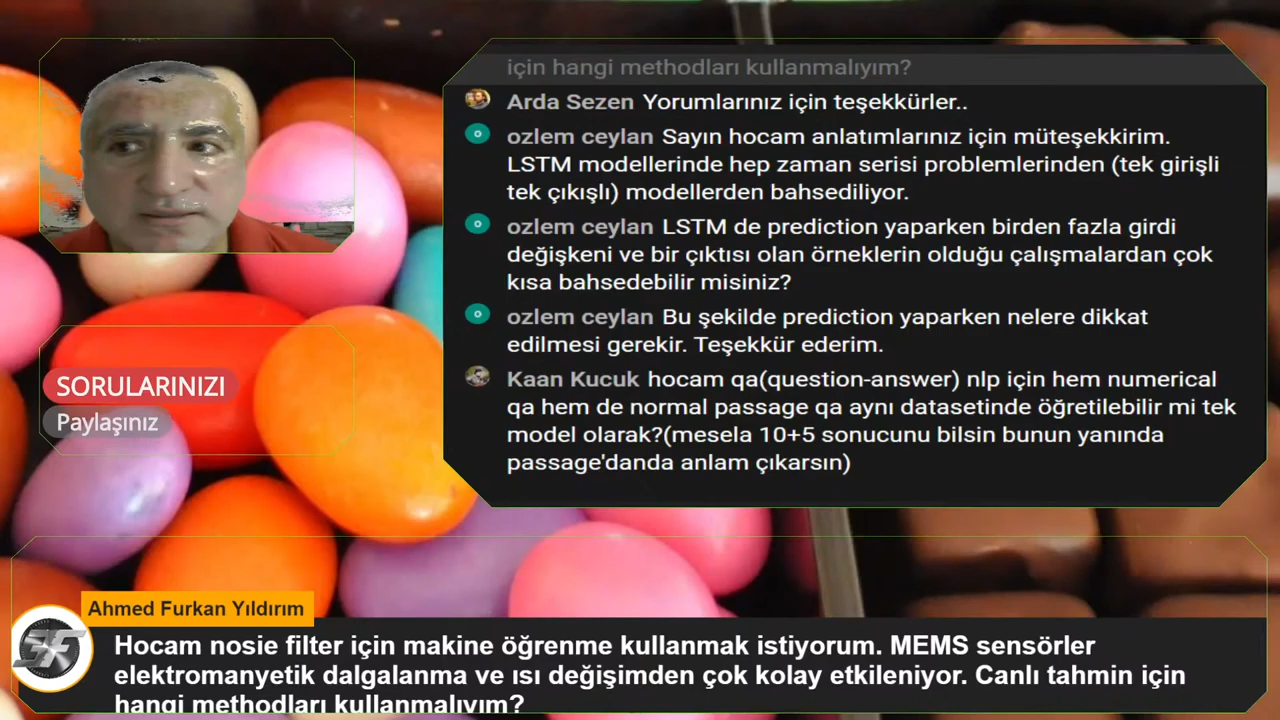 için hangi methodları kullanmalıyım?
Arda Sezen Yorumlarınız için teşekkürler..
ozlem ceylan Sayın hocam anlatımlarınız için müteşekkirim.
LSTM modellerinde hep zaman serisi problemlerinden (tek girişli
tek çıkışlı) modellerden bahsediliyor.
ozlem ceylan LSTM de prediction yaparken birden fazla girdi
değişkeni ve bir çıktısı olan örneklerin olduğu çalışmalardan çok
kısa bahsedebilir misiniz?
ozlem ceylan Bu şekilde prediction yaparken nelere dikkat
edilmesi gerekir. Teşekkür ederim.
Kaan Kucuk hocam qa(question-answer) nlp için hem numerical
qa hem de normal passage qa aynı datasetinde öğretilebilir mi tek
model olarak?(mesela 10+5 sonucunu bilsin bunun yanında
passage'danda anlam çıkarsın)
SORULARINIZI
Paylaşınız
Ahmed Furkan Yıldırım
Hocam nosie filter için makine öğrenme kullanmak istiyorum. MEMS sensörler
elektromanyetik dalgalanma ve ısı değişimden çok kolay etkileniyor. Canlı tahmin için
hangi methodları kullanmalıyım?